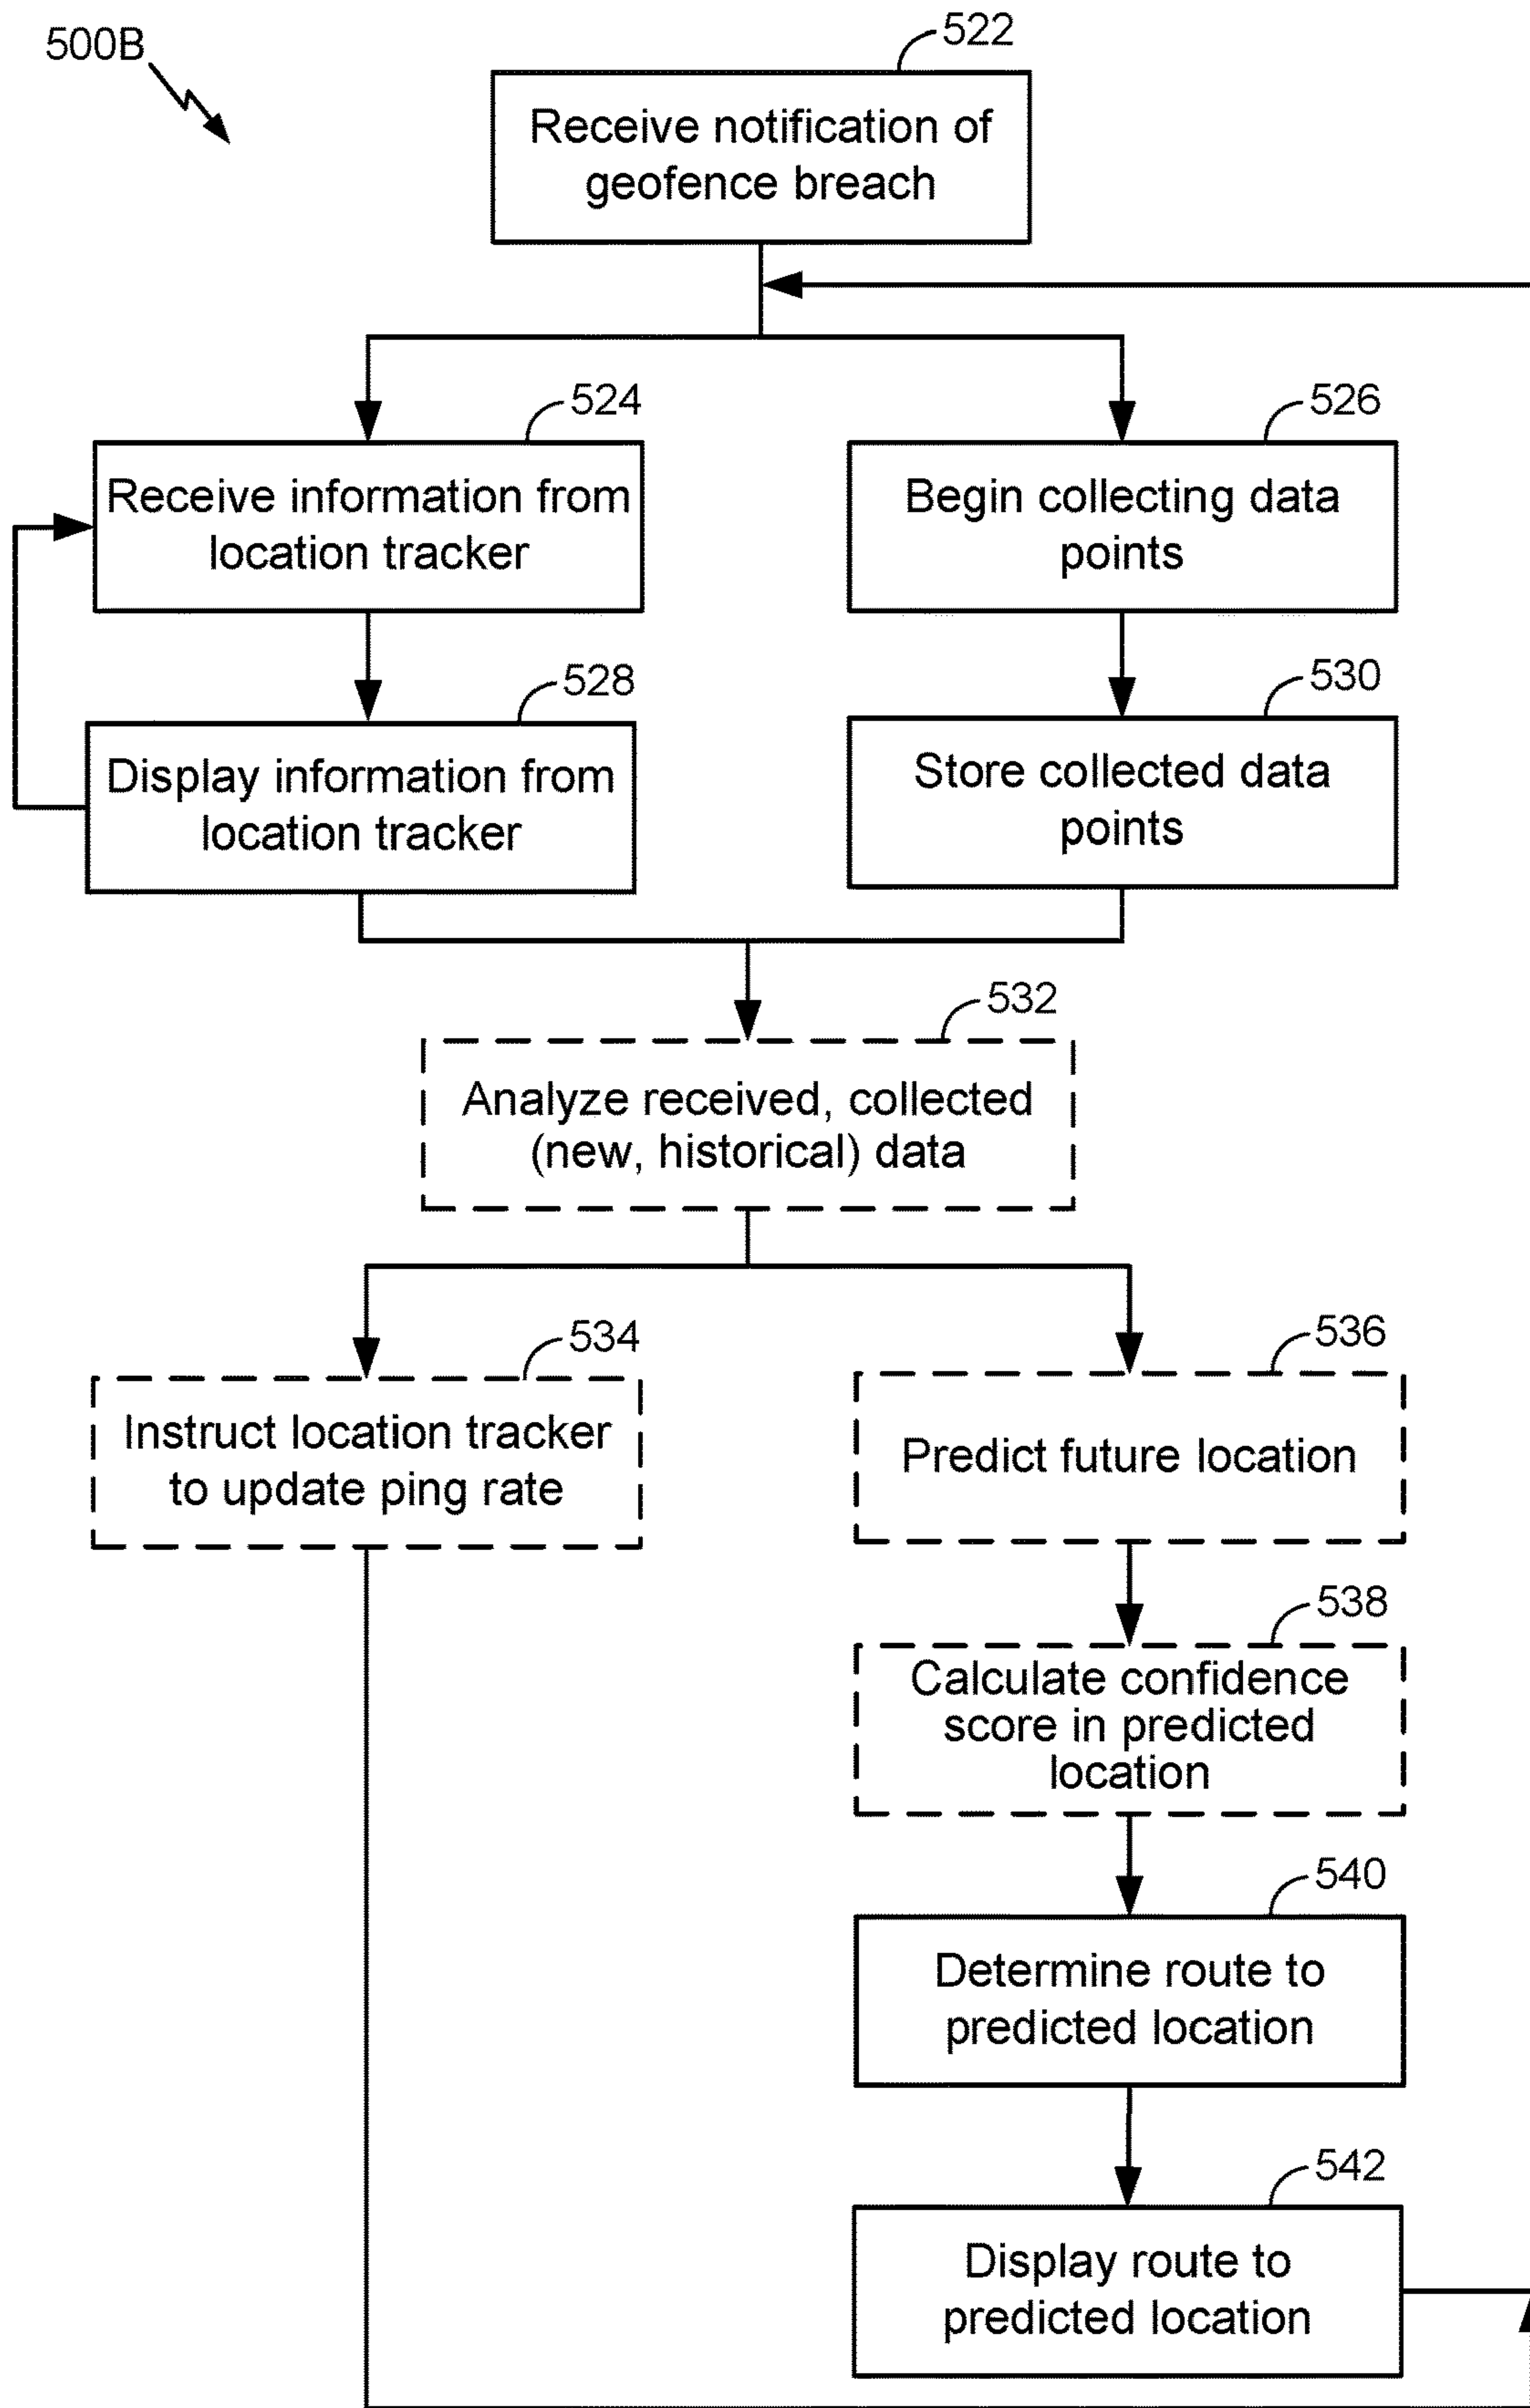 500B
522
Receive notification of
geofence breach
524
Receive information from
location tracker
526
Begin collecting data
points
528
Display information from
location tracker
530
Store collected data
points
532
Analyze received, collected
(new, historical) data
534
Instruct location tracker
to update ping rate
536
Predict future location
538
Calculate confidence
score in predicted
location
540
Determine route to
predicted location
542
Display route to
predicted location